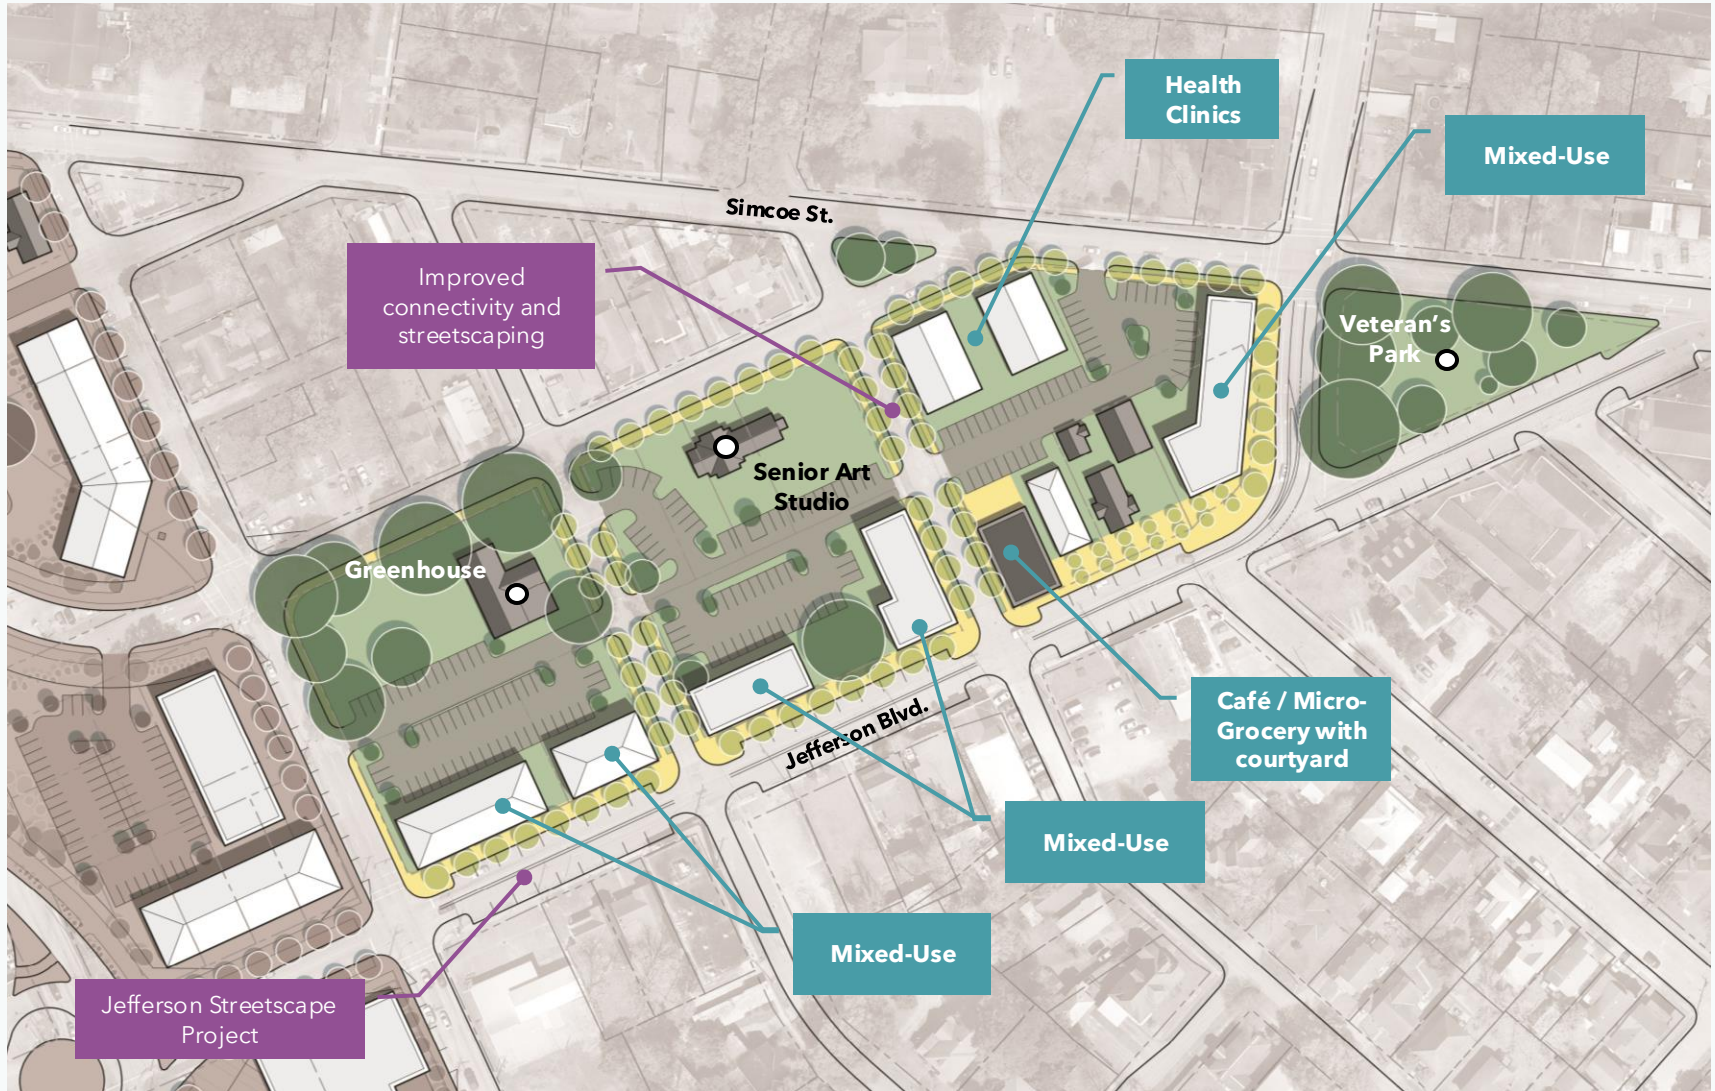 Health
Clinics
Mixed-Use
Simcoe St.
Improved
connectivity and
streetscaping
Veteran's
Park
Senior Art
Studio
Greenhouse
Café / Micro-
Grocery with
courtyard
Jefferson Blvd.
Mixed-Use
Mixed-Use
Jefferson Streetscape
Project